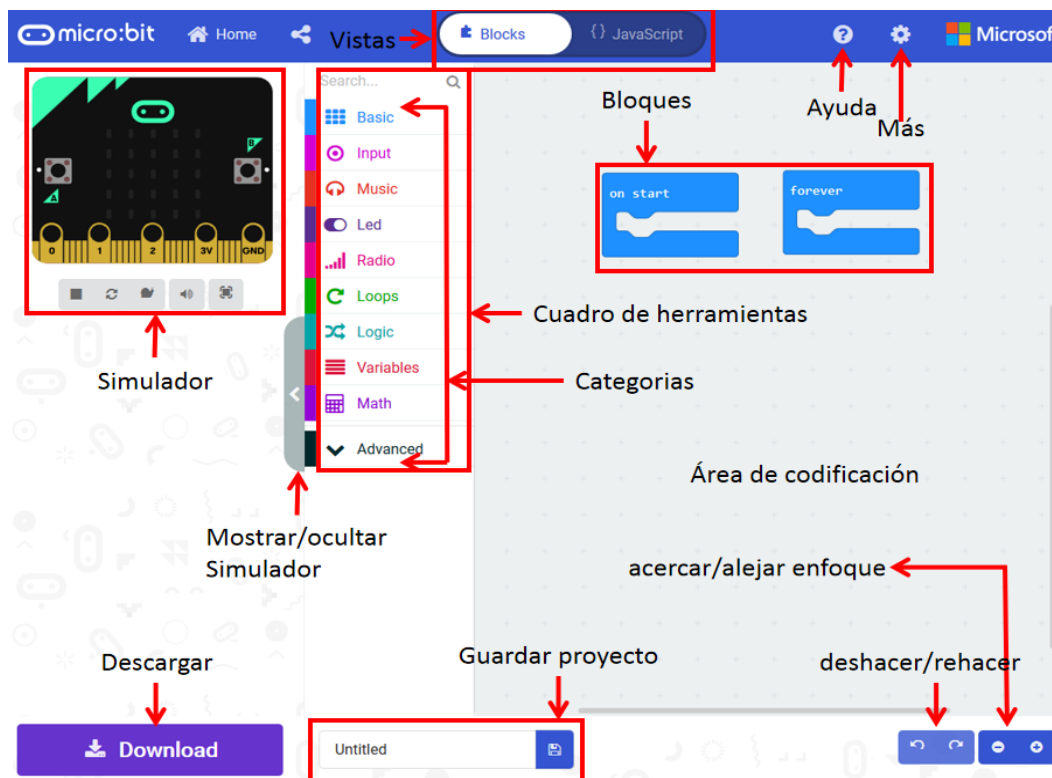 micro:bit
Home
Vistas
Blocks
{} JavaScript
?
Microsof
Search...
Bloques
Ayuda
Más
Basic
Input
Music
Led
Radio
Loops
Logic
Variables
Math
Advanced
B
A
0 1 2 3V GND
on start
forever
Cuadro de herramientas
Simulador
Categorias
Área de codificación
Mostrar/ocultar
Simulador
acercar/alejar enfoque
Descargar
Guardar proyecto
deshacer/rehacer
Download
Untitled